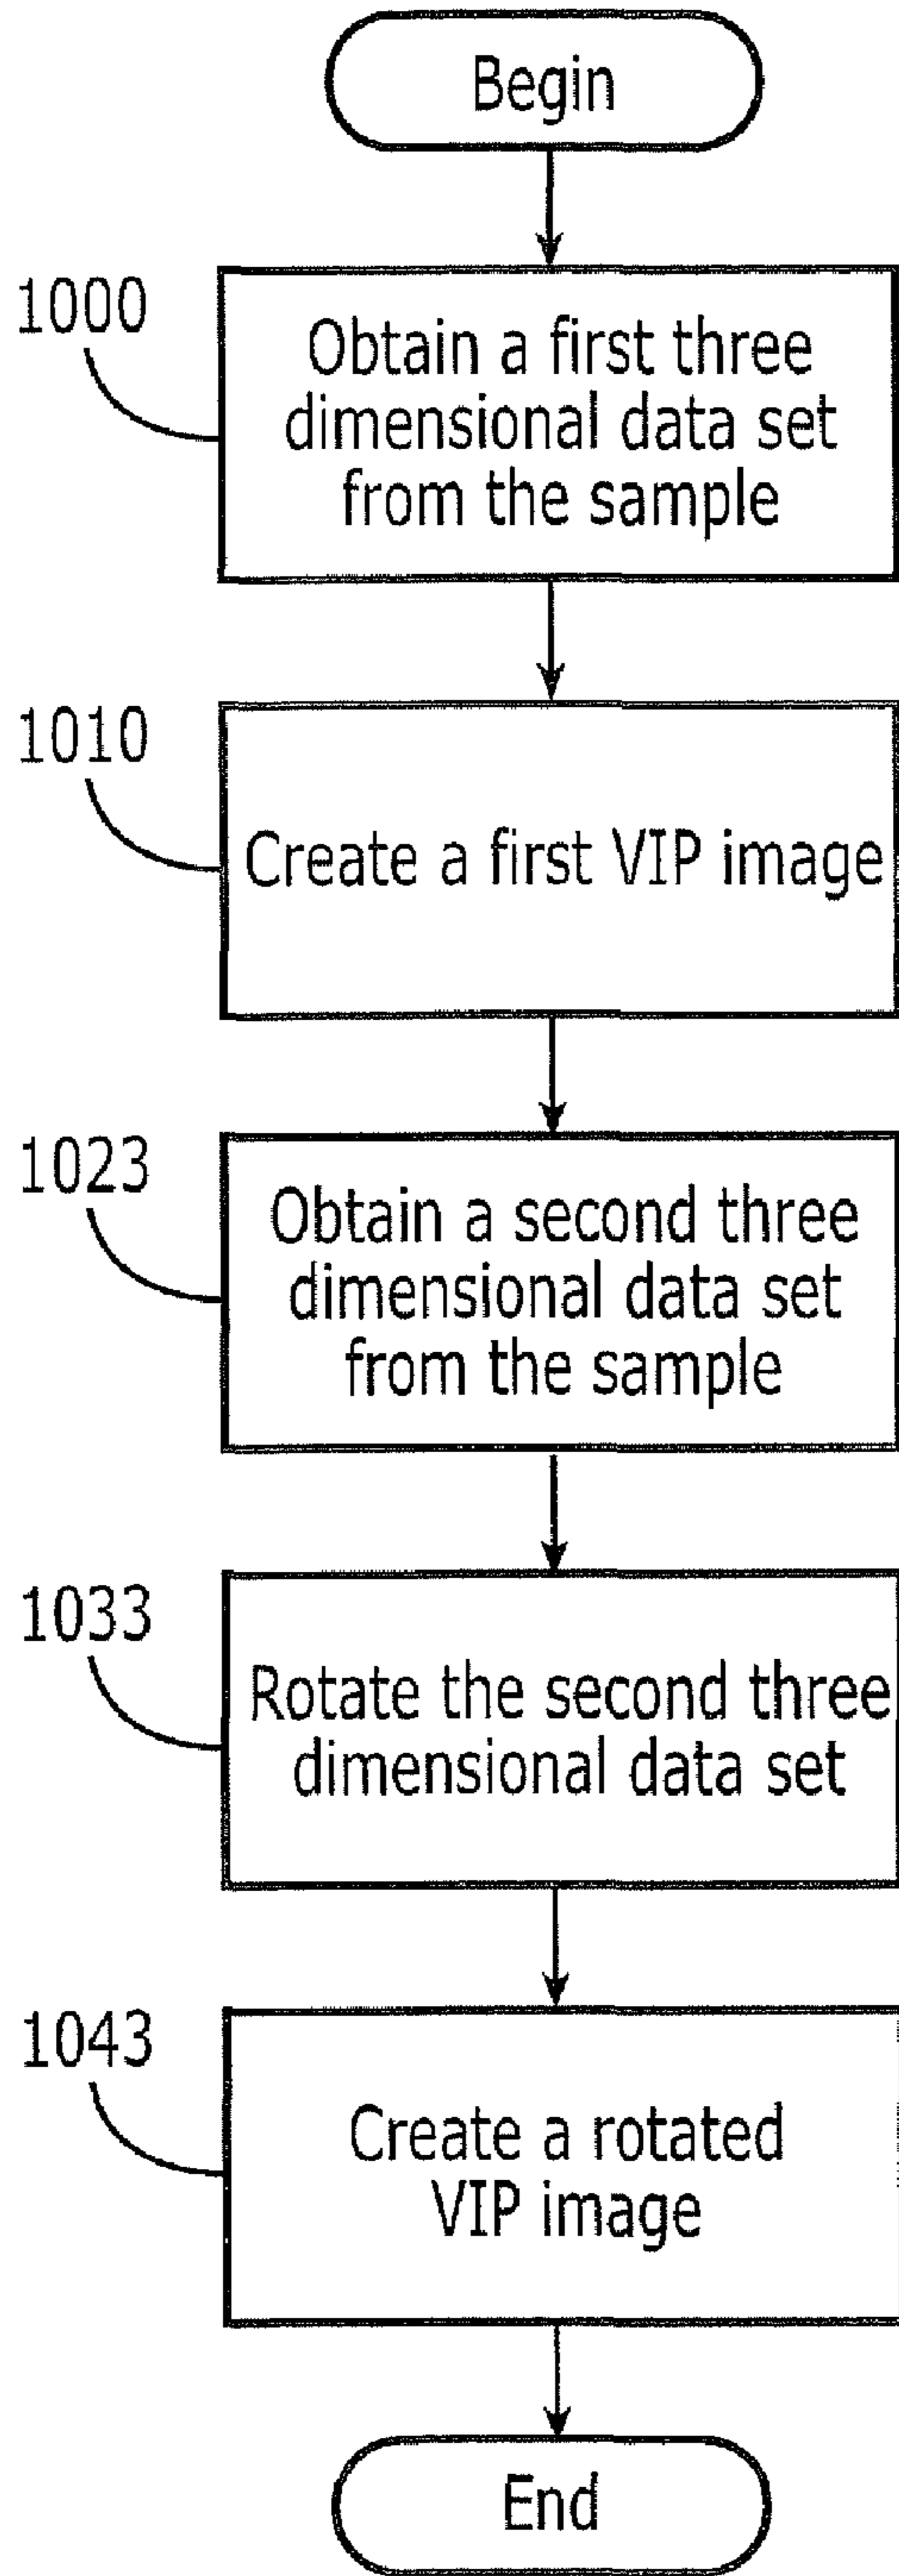 Begin
1000
Obtain a first three
dimensional data set
from the sample
1010
Create a first VIP image
1023
Obtain a second three
dimensional data set
from the sample
1033
Rotate the second three
dimensional data set
1043
Create a rotated
VIP image
End